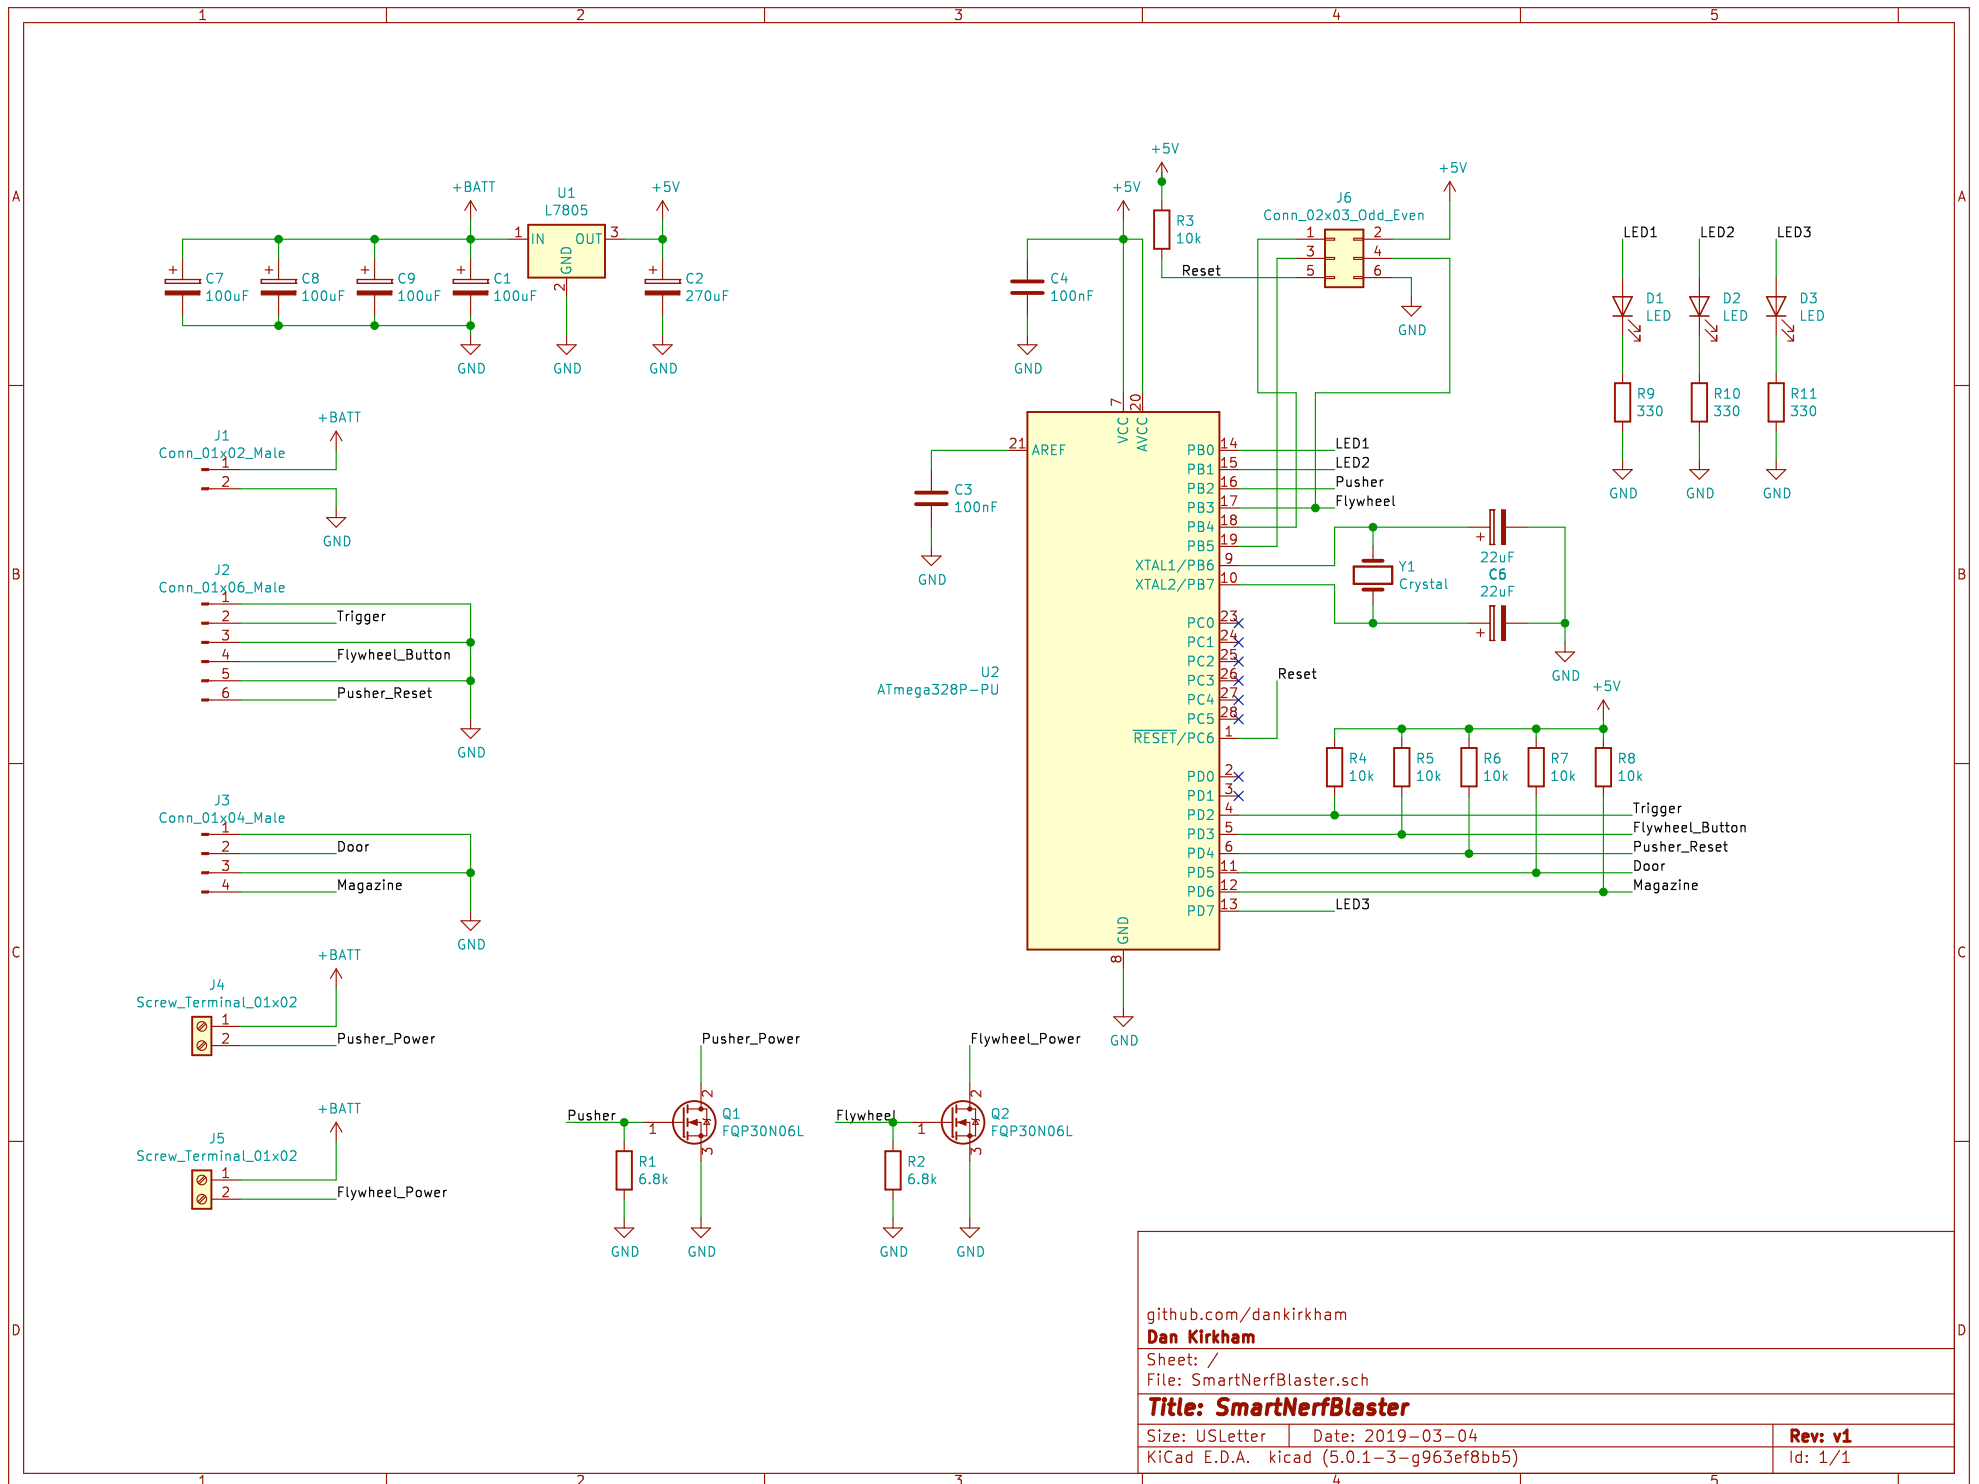 1 2 3 4 5
A
B
C
D
A
B
C
D
1 2 3 4 5
+BATT
U1
L7805
+5V
1 IN OUT 3
GND
2
+ C7
100uF
+ C8
100uF
+ C9
100uF
+ C1
100uF
+ C2
270uF
GND
GND
GND
J1
Conn_01x02_Male
+BATT
1
2
GND
J2
Conn_01x06_Male
1
2 Trigger
3
4 Flywheel_Button
5
6 Pusher_Reset
GND
J3
Conn_01x04_Male
1
2 Door
3
4 Magazine
GND
J4
Screw_Terminal_01x02
+BATT
1
2 Pusher_Power
J5
Screw_Terminal_01x02
+BATT
1
2 Flywheel_Power
Pusher_Power
Pusher
1
2
3
Q1
FQP30N06L
R1
6.8k
GND
GND
Flywheel_Power
Flywheel
1
2
3
Q2
FQP30N06L
R2
6.8k
GND
GND
+5V
+5V
+5V
R3
10k
Reset
J6
Conn_02x03_Odd_Even
1 2
3 4
5 6
GND
C4
100nF
GND
C3
100nF
GND
U2
ATmega328P-PU
7 VCC
20 AVCC
21 AREF
PB0 14 LED1
PB1 15 LED2
PB2 16 Pusher
PB3 17 Flywheel
PB4 18
PB5 19
XTAL1/PB6 9
XTAL2/PB7 10
PC0 23
PC1 24
PC2 25
PC3 26
PC4 27
PC5 28
RESET/PC6 1
Reset
PD0 2
PD1 3
PD2 4 Trigger
PD3 5 Flywheel_Button
PD4 6 Pusher_Reset
PD5 11 Door
PD6 12 Magazine
PD7 13 LED3
GND
8
GND
Y1
Crystal
+
22uF
C6
22uF
+
GND
+5V
R4
10k
R5
10k
R6
10k
R7
10k
R8
10k
LED1 LED2 LED3
D1
LED
D2
LED
D3
LED
R9
330
R10
330
R11
330
GND GND GND
github.com/dankirkham
Dan Kirkham
Sheet: /
File: SmartNerfBlaster.sch
Title: SmartNerfBlaster
Size: USLetter Date: 2019-03-04 Rev: v1
KiCad E.D.A. kicad (5.0.1-3-g963ef8bb5) Id: 1/1